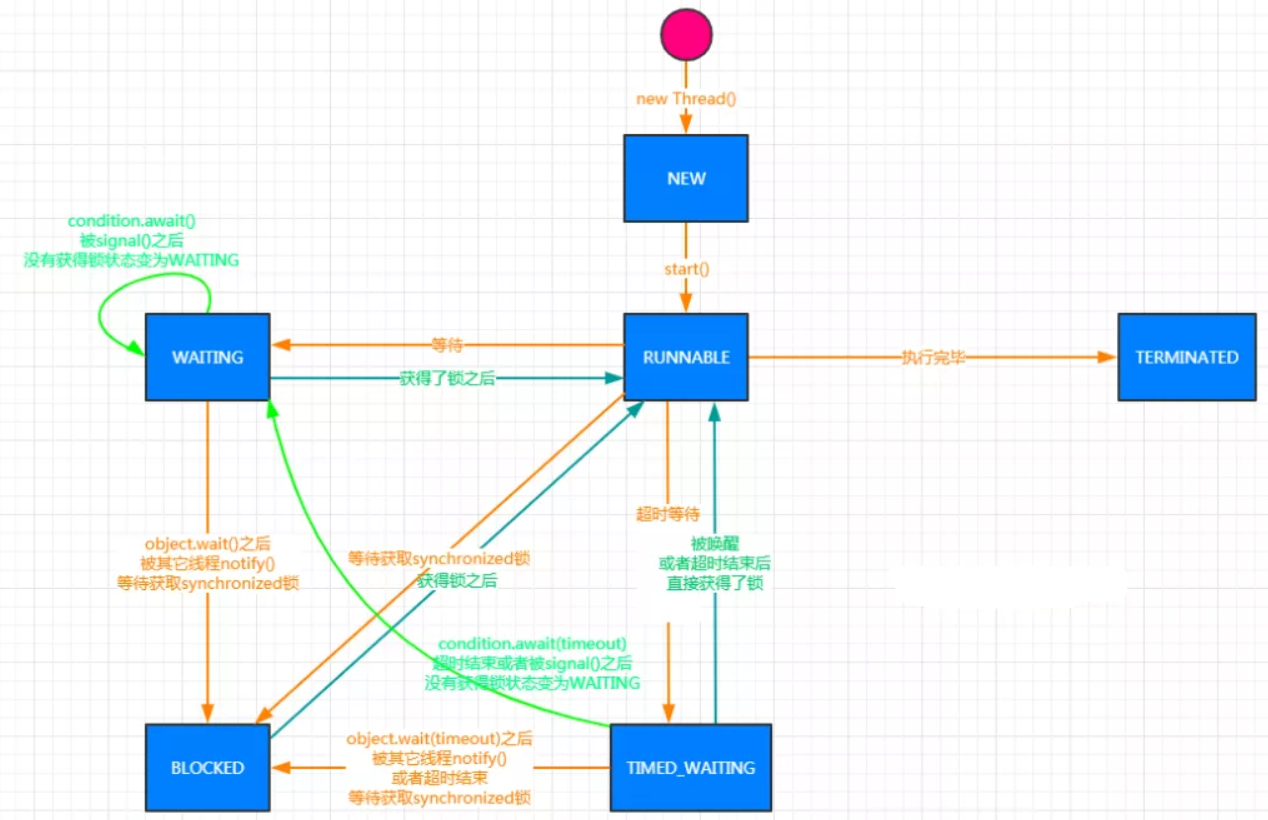 new Thread()
NEW
condition.await()
被signal()之后
没有获得锁状态变为WAITING
start()
WAITING
等待
RUNNABLE
执行完毕
TERMINATED
获得了锁之后
超时等待
object.wait()之后
被其它线程notify()
等待获取synchronized锁
等待获取synchronized锁
获得锁之后
被唤醒
或者超时结束后
直接获得了锁
condition.await(timeout)
超时结束或者被signal()之后
没有获得锁状态变为WAITING
BLOCKED
object.wait(timeout)之后
被其它线程notify()
或者超时结束
等待获取synchronized锁
TIMED_WAITING